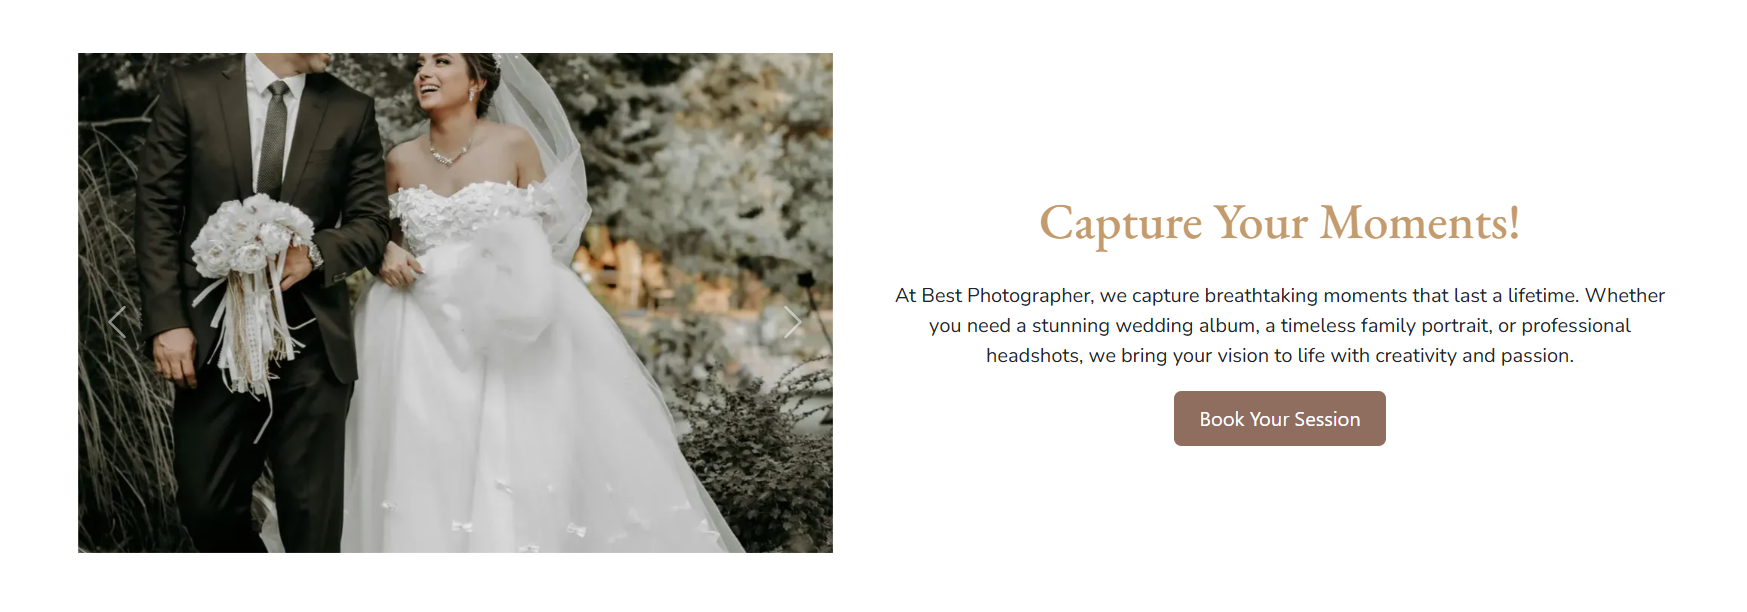 Capture Your Moments!
At Best Photographer, we capture breathtaking moments that last a lifetime. Whether
you need a stunning wedding album, a timeless family portrait, or professional
headshots, we bring your vision to life with creativity and passion.
Book Your Session